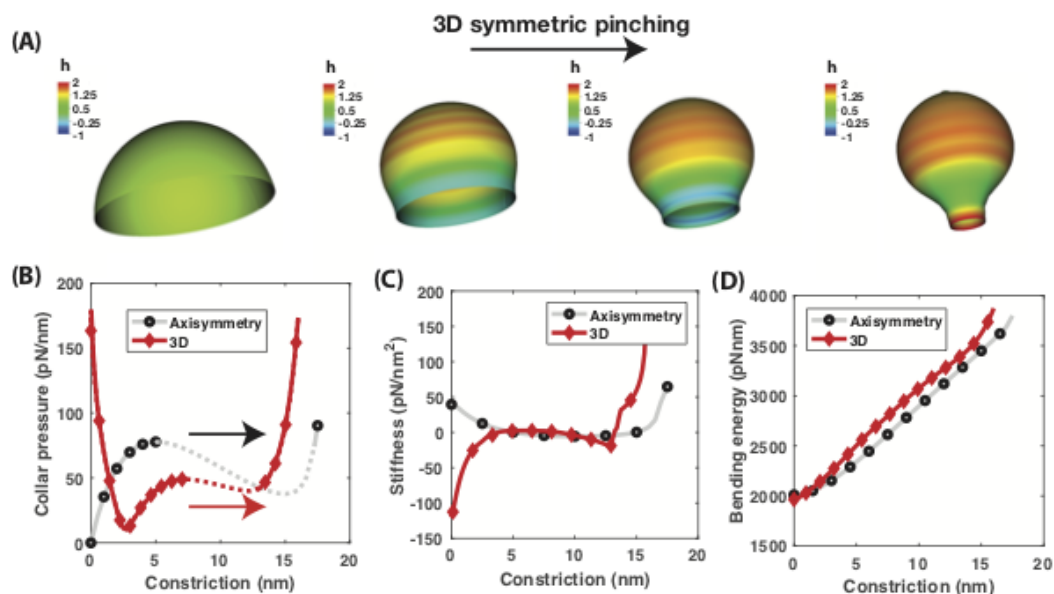 3D symmetric pinching
(A)
h
2
1.25
0.5
-0.25
-1
h
2
1.25
0.5
-0.25
-1
h
2
1.25
0.5
-0.25
-1
h
2
1.25
0.5
-0.25
-1
(B)
200
150
100
50
0
Collar pressure (pN/nm)
Axisymmetry
3D
0 5 10 15 20
Constriction (nm)
(C)
200
150
100
50
0
-50
-100
-150
Stiffness (pN/nm²)
Axisymmetry
3D
0 5 10 15 20
Constriction (nm)
(D)
4000
3500
3000
2500
2000
1500
Bending energy (pNnm)
Axisymmetry
3D
0 5 10 15 20
Constriction (nm)